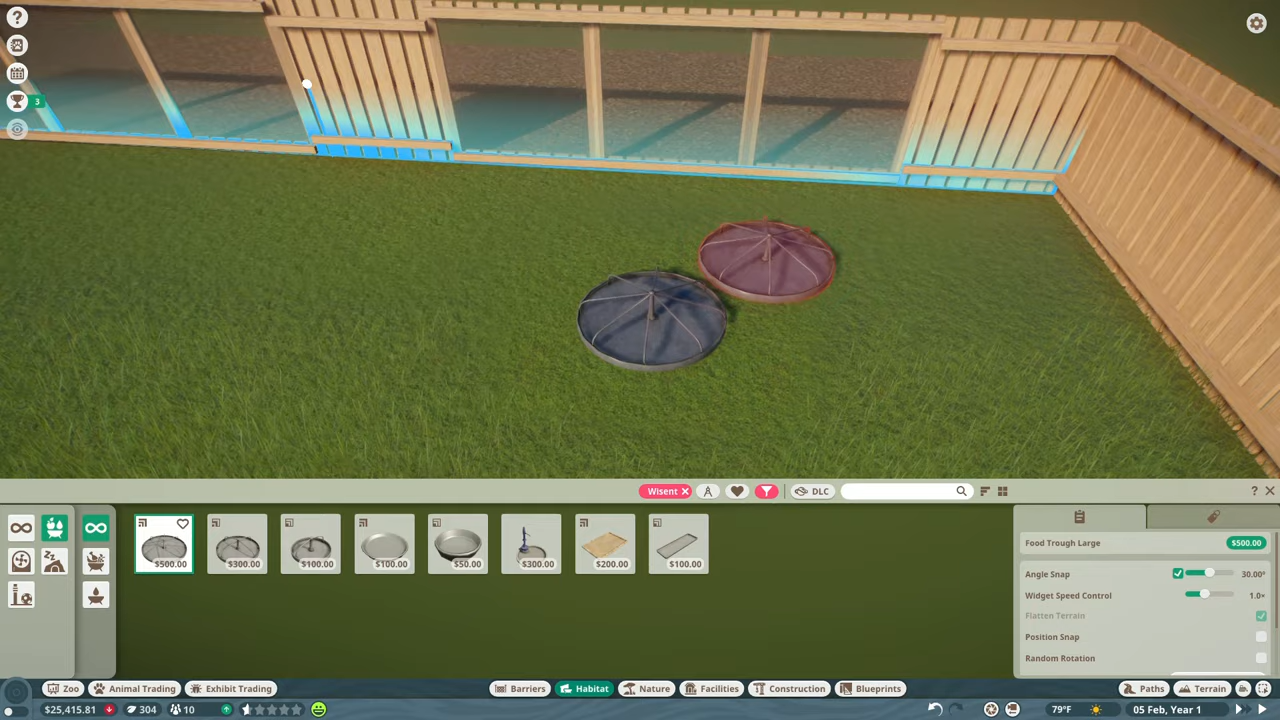 ?
3
Wisent ×
DLC
? ×
$500.00
$300.00
$100.00
$100.00
$50.00
$300.00
$200.00
$100.00
Food Trough Large $500.00
Angle Snap 30.00°
Widget Speed Control 1.0×
Flatten Terrain
Position Snap
Random Rotation
Zoo Animal Trading Exhibit Trading Barriers Habitat Nature Facilities Construction Blueprints Paths Terrain
$25,415.81 304 10 79°F 05 Feb, Year 1